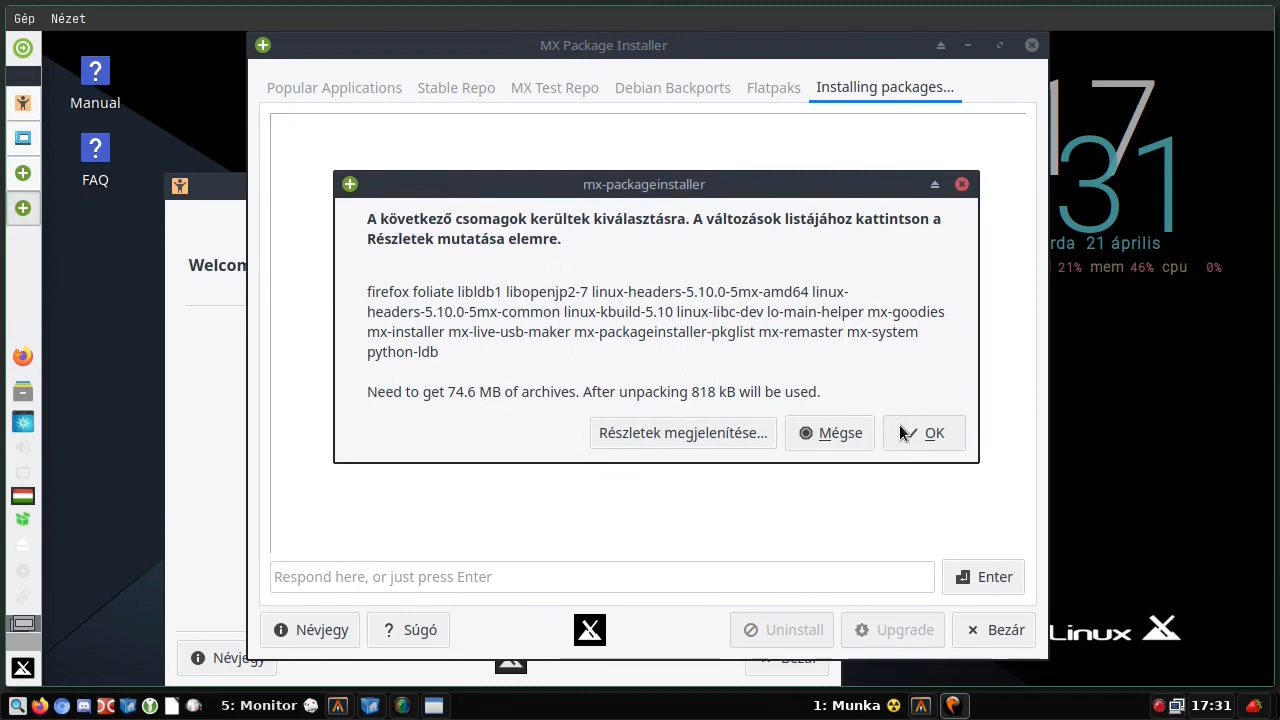 Gép Nézet
MX Package Installer
Manual
FAQ
Popular Applications Stable Repo MX Test Repo Debian Backports Flatpaks Installing packages...
17
31
rda 21 április
21% mem 46% cpu 0%
Welcom
mx-packageinstaller
A következő csomagok kerültek kiválasztásra. A változások listájához kattintson a
Részletek mutatása elemre.
firefox foliate libldb1 libopenjp2-7 linux-headers-5.10.0-5mx-amd64 linux-
headers-5.10.0-5mx-common linux-kbuild-5.10 linux-libc-dev lo-main-helper mx-goodies
mx-installer mx-live-usb-maker mx-packageinstaller-pkglist mx-remaster mx-system
python-ldb
Need to get 74.6 MB of archives. After unpacking 818 kB will be used.
Részletek megjelenítése... Mégse OK
Respond here, or just press Enter Enter
Névjegy Súgó Uninstall Upgrade Bezár
Linux
Névjegy Bezár
5: Monitor 1: Munka 17:31